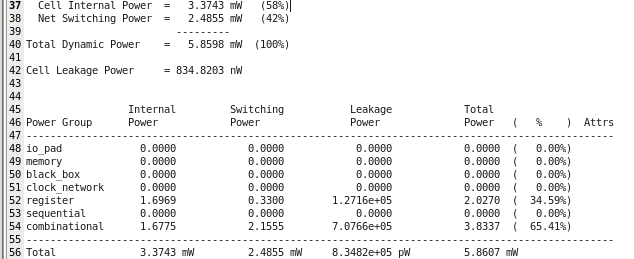 37   Cell Internal Power  =   3.3743 mW   (58%)
38   Net Switching Power  =   2.4855 mW   (42%)
39                          ---------
40 Total Dynamic Power    =   5.8598 mW  (100%)
41
42 Cell Leakage Power     = 834.8203 nW
43
44
45                  Internal         Switching           Leakage            Total
46 Power Group      Power            Power               Power              Power   (   %    )  Attrs
47 --------------------------------------------------------------------------------------------------
48 io_pad             0.0000            0.0000            0.0000            0.0000  (   0.00%)
49 memory             0.0000            0.0000            0.0000            0.0000  (   0.00%)
50 black_box          0.0000            0.0000            0.0000            0.0000  (   0.00%)
51 clock_network      0.0000            0.0000            0.0000            0.0000  (   0.00%)
52 register           1.6969            0.3300        1.2716e+05            2.0270  (  34.59%)
53 sequential         0.0000            0.0000            0.0000            0.0000  (   0.00%)
54 combinational      1.6775            2.1555        7.0766e+05            3.8337  (  65.41%)
55 --------------------------------------------------------------------------------------------------
56 Total              3.3743 mW         2.4855 mW     8.3482e+05 pW         5.8607 mW